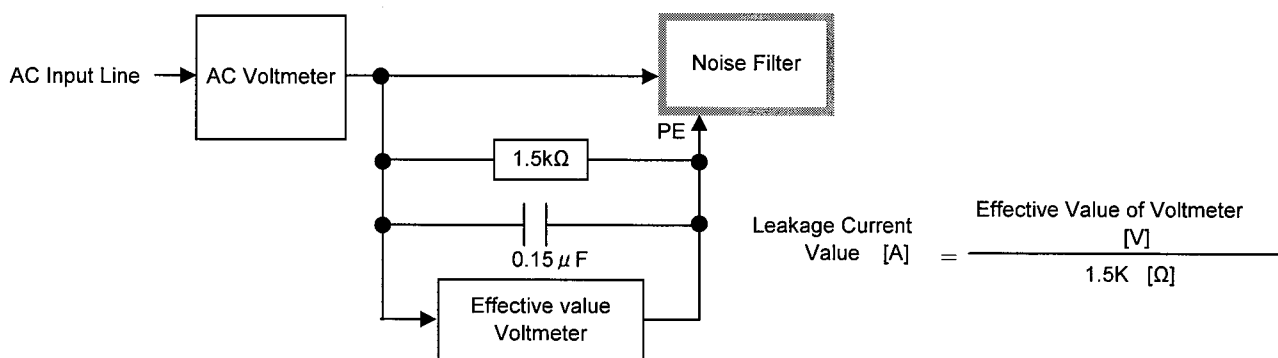 AC Input Line
AC Voltmeter
Noise Filter
PE
1.5kΩ
0.15 μ F
Effective value
Voltmeter
Leakage Current
Value [A]
=
Effective Value of Voltmeter
[V]
1.5K [Ω]